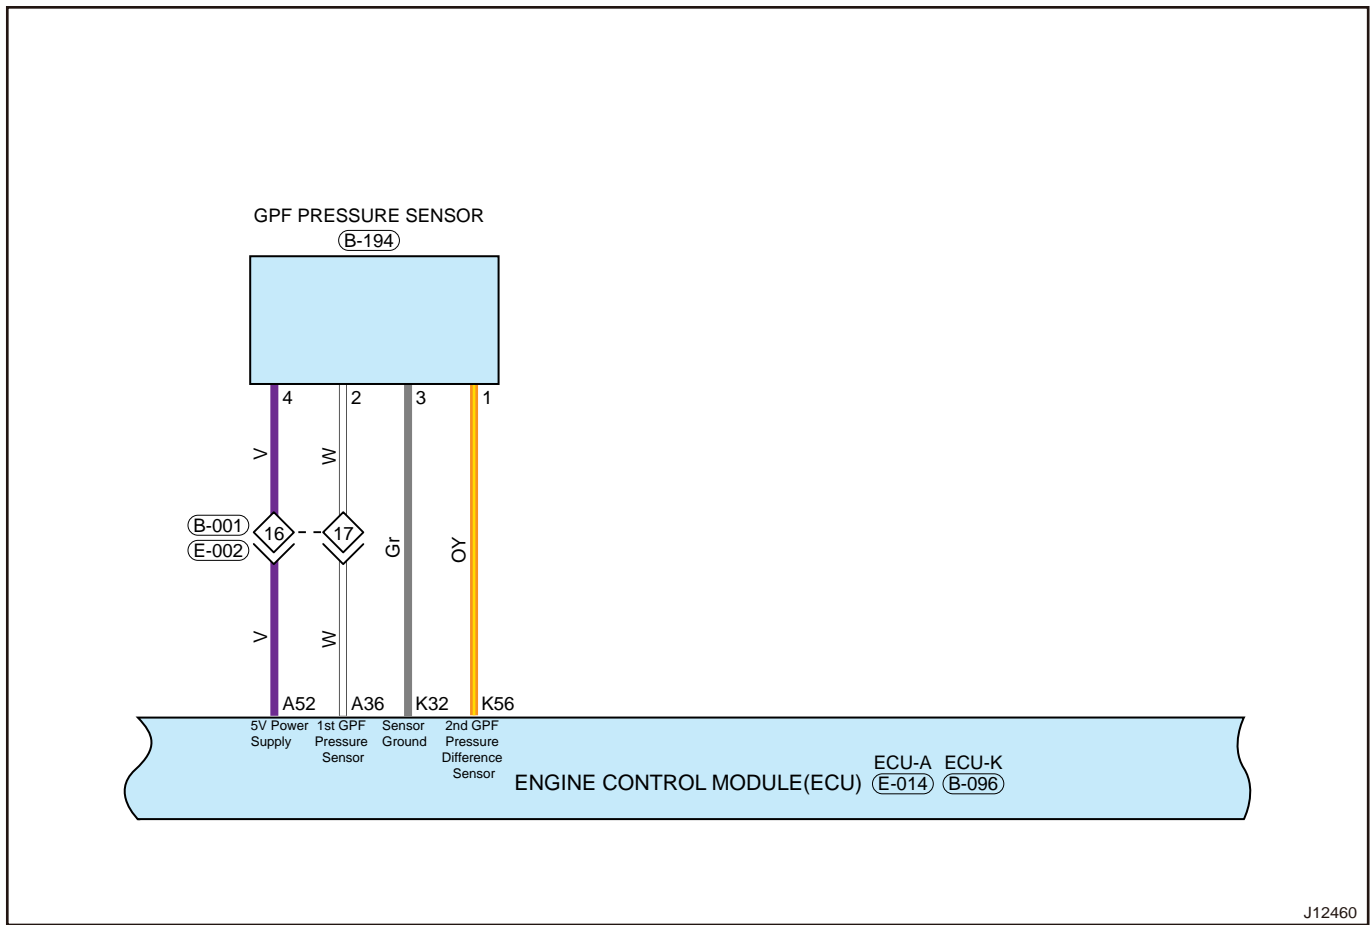 GPF PRESSURE SENSOR
B-194
4 2 3 1
V W
B-001 16 17
E-002
Gr OY
V W
A52 A36 K32 K56
5V Power Supply
1st GPF Pressure Sensor
Sensor Ground
2nd GPF Pressure Difference Sensor
ECU-A ECU-K
ENGINE CONTROL MODULE(ECU) E-014 B-096
J12460